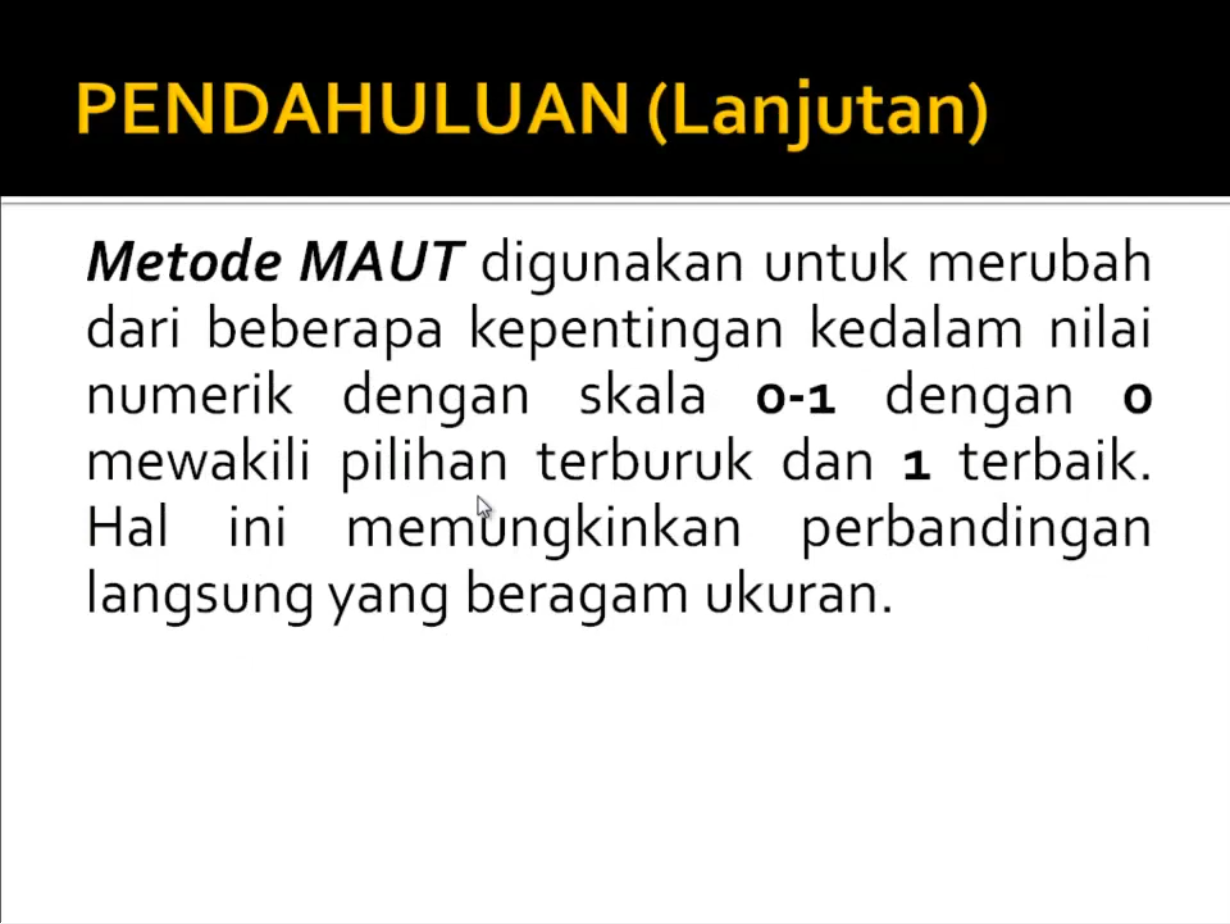 PENDAHULUAN (Lanjutan)
Metode MAUT digunakan untuk merubah
dari beberapa kepentingan kedalam nilai
numerik dengan skala 0-1 dengan 0
mewakili pilihan terburuk dan 1 terbaik.
Hal ini memungkinkan perbandingan
langsung yang beragam ukuran.